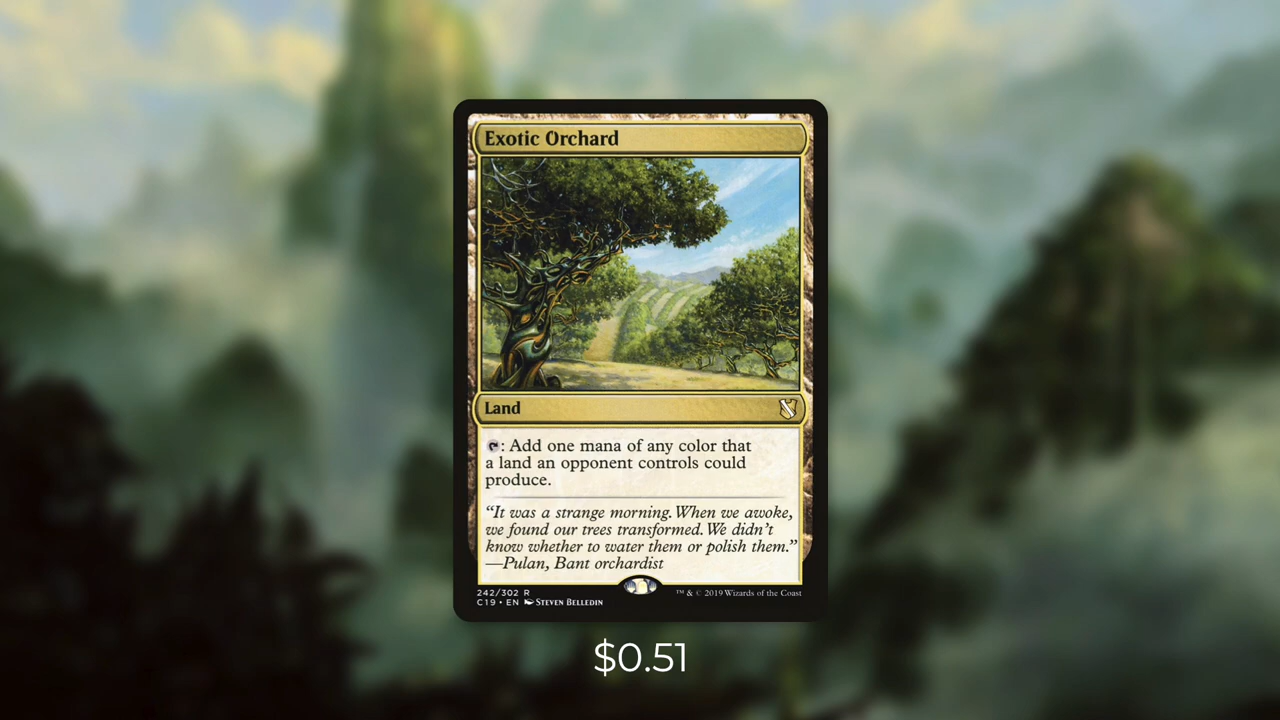 Exotic Orchard
Land
: Add one mana of any color that
a land an opponent controls could
produce.
“It was a strange morning. When we awoke,
we found our trees transformed. We didn’t
know whether to water them or polish them.”
—Pulan, Bant orchardist
242/302 R
C19 • EN Steven Belledin
™ & © 2019 Wizards of the Coast
$0.51